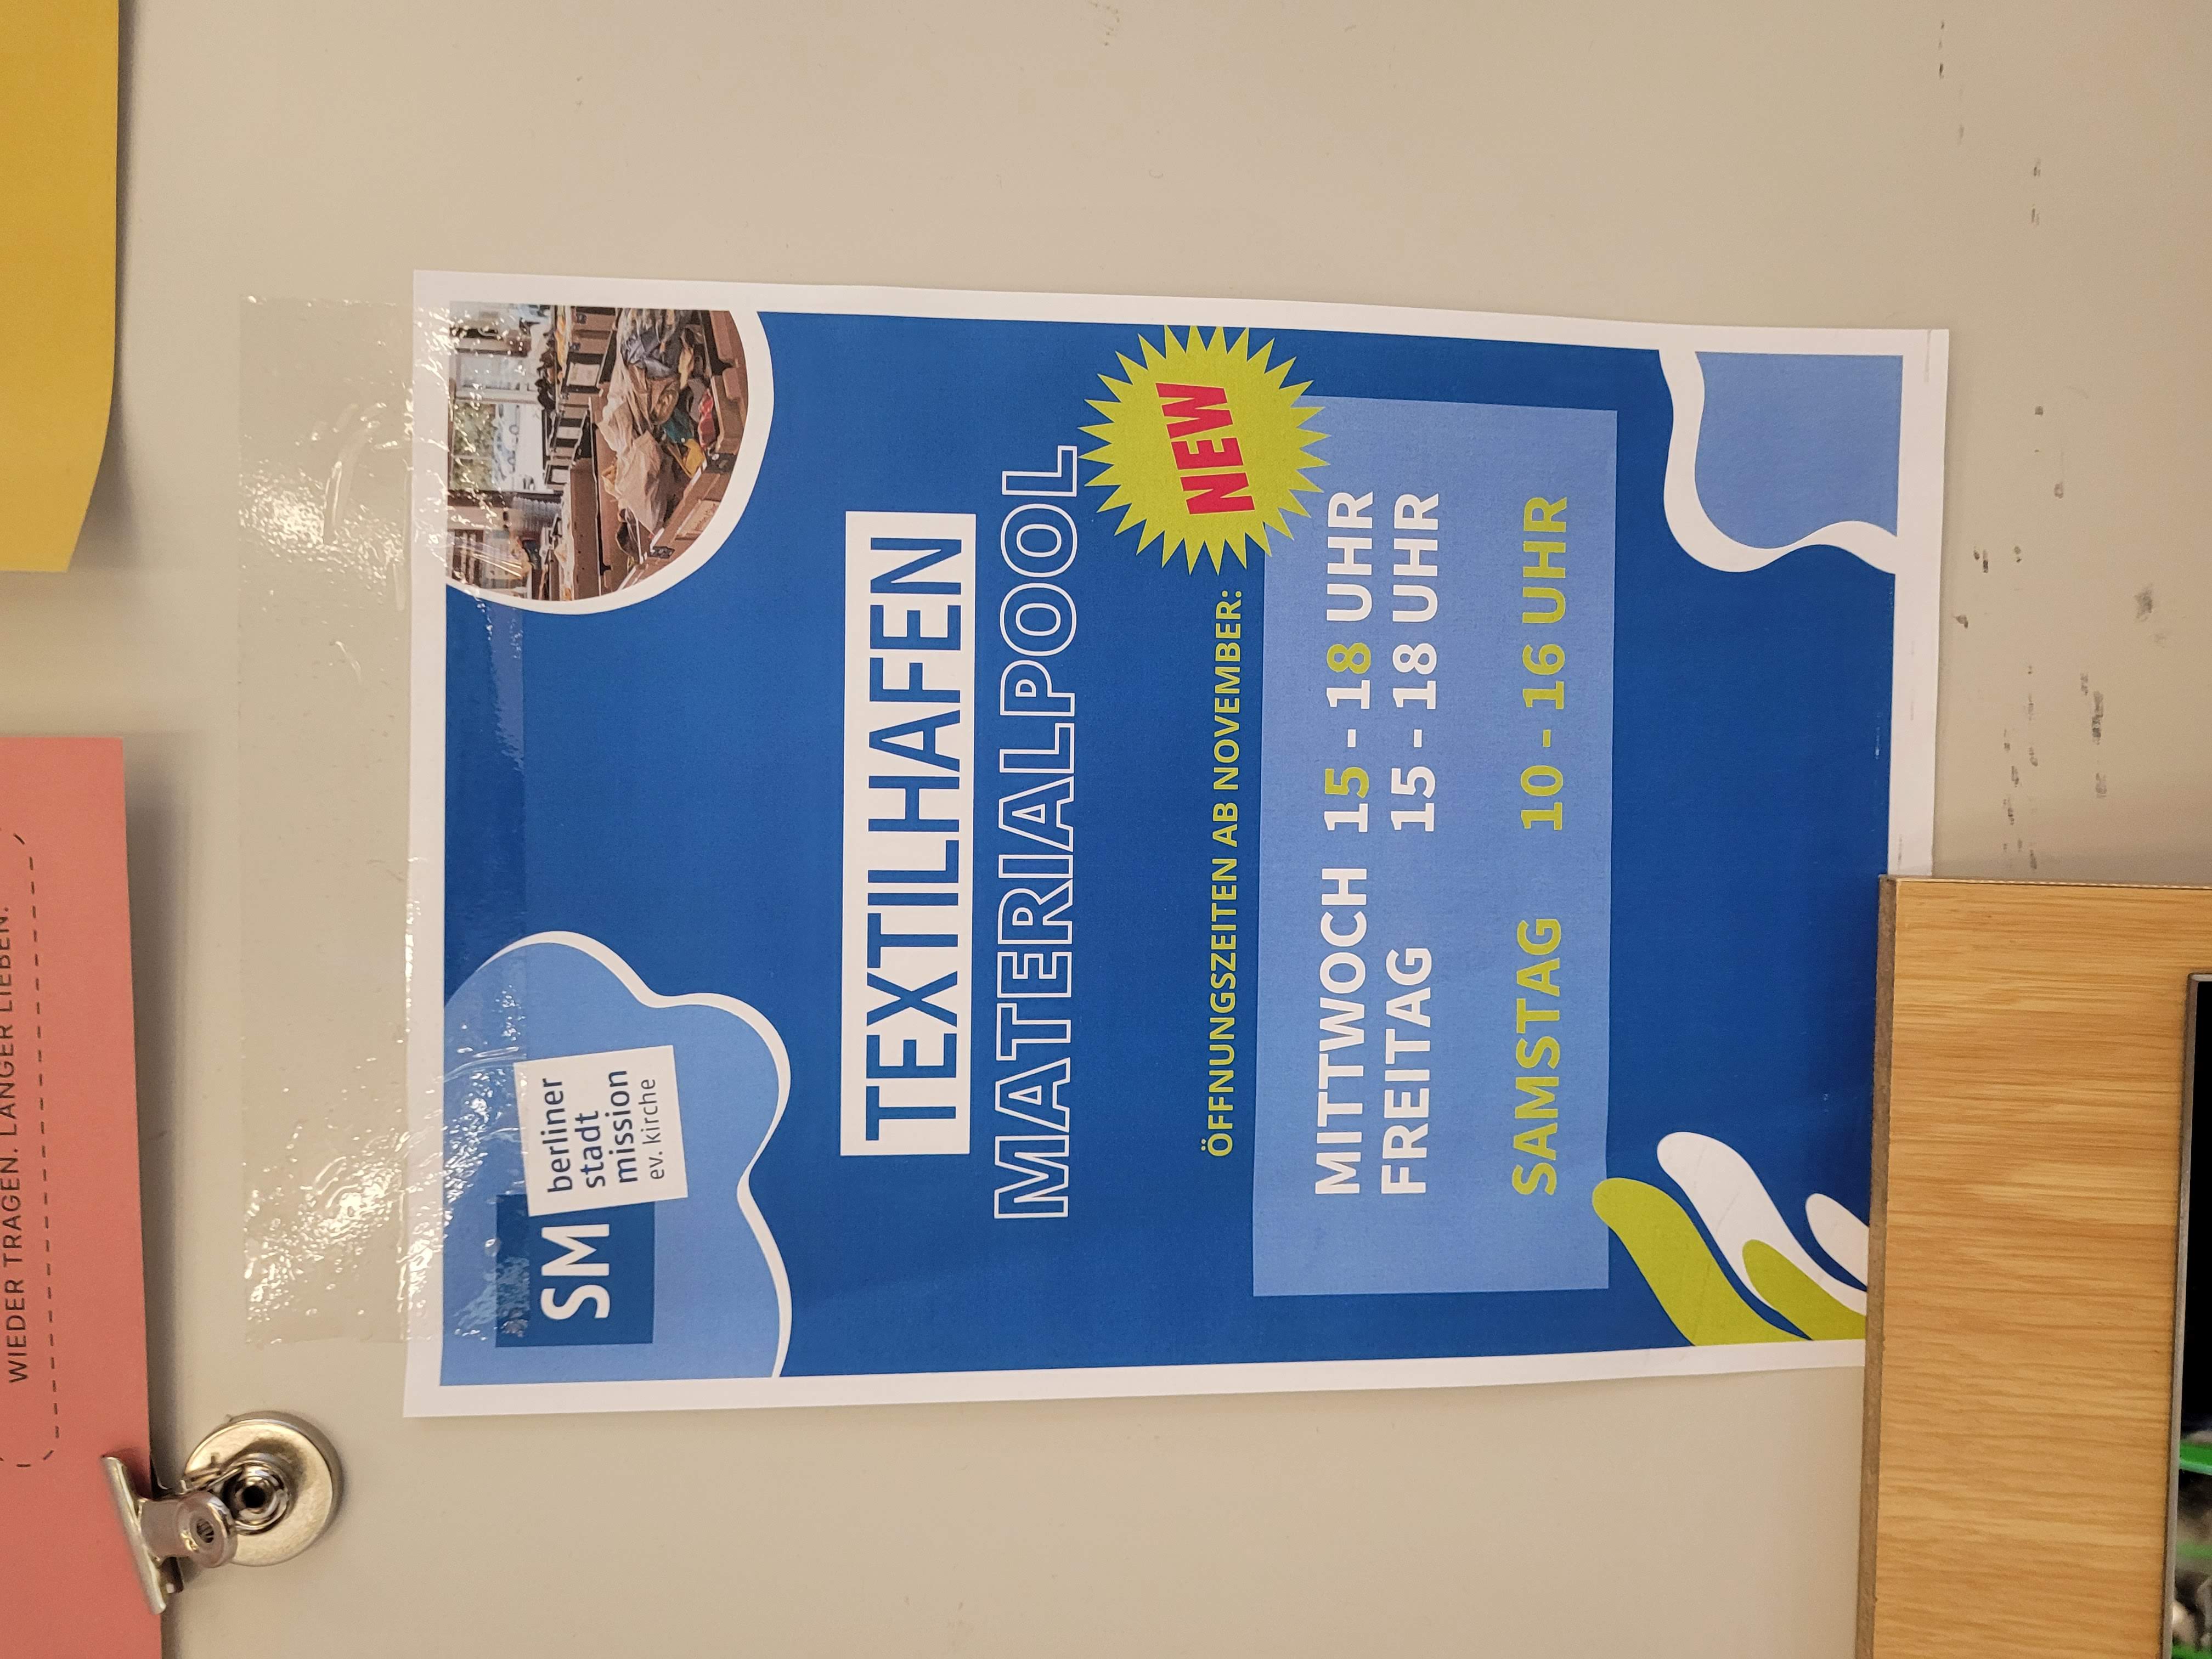 WIEDER TRAGEN. LÄNGER LIEBEN.
SM
berliner
stadt
mission
ev. kirche
TEXTILHAFEN
MATERIALPOOL
NEW
ÖFFNUNGSZEITEN AB NOVEMBER:
MITTWOCH 15 - 18 UHR
FREITAG 15 - 18 UHR
SAMSTAG 10 - 16 UHR